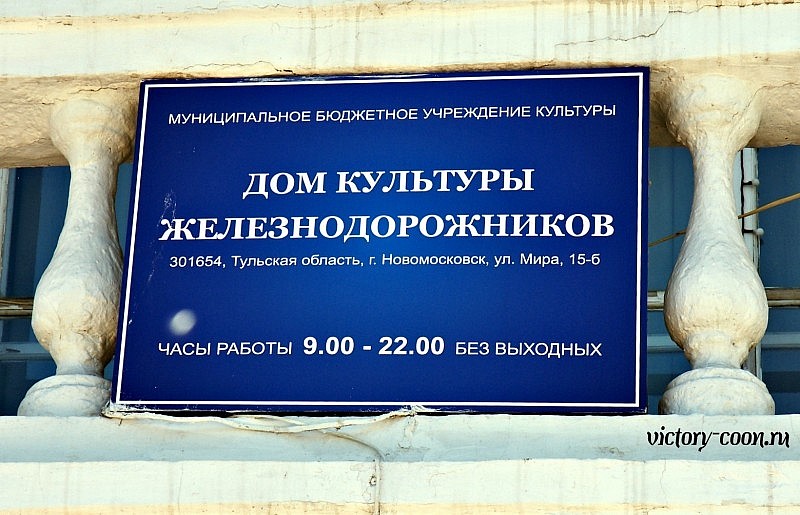 МУНИЦИПАЛЬНОЕ БЮДЖЕТНОЕ УЧРЕЖДЕНИЕ КУЛЬТУРЫ
ДОМ КУЛЬТУРЫ
ЖЕЛЕЗНОДОРОЖНИКОВ
301654, Тульская область, г. Новомосковск, ул. Мира, 15-б
ЧАСЫ РАБОТЫ 9.00 - 22.00 БЕЗ ВЫХОДНЫХ
victory-coon.ru